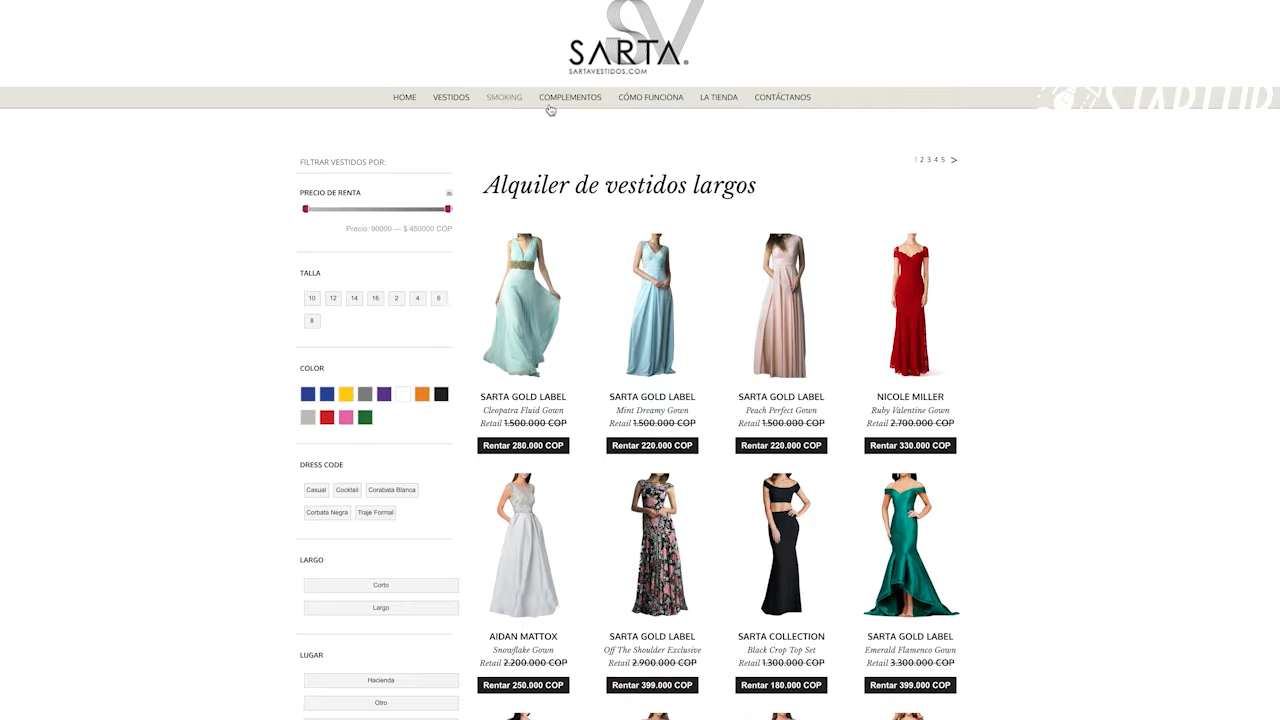 SV
SARTA.
SARTAVESTIDOS.COM
HOME VESTIDOS SMOKING COMPLEMENTOS CÓMO FUNCIONA LA TIENDA CONTÁCTANOS
STARTUP
FILTRAR VESTIDOS POR:
1 2 3 4 5 >
Alquiler de vestidos largos
PRECIO DE RENTA
Precio: 90000 — $ 450000 COP
TALLA
10 12 14 16 2 4 6
8
COLOR
DRESS CODE
Casual Cocktail Corabata Blanca
Corbata Negra Traje Formal
LARGO
Corto
Largo
LUGAR
Hacienda
Otro
SARTA GOLD LABEL
Cleopatra Fluid Gown
Retail 1.500.000 COP
Rentar 280.000 COP
SARTA GOLD LABEL
Mint Dreamy Gown
Retail 1.500.000 COP
Rentar 220.000 COP
SARTA GOLD LABEL
Peach Perfect Gown
Retail 1.500.000 COP
Rentar 220.000 COP
NICOLE MILLER
Ruby Valentine Gown
Retail 2.700.000 COP
Rentar 330.000 COP
AIDAN MATTOX
Snowflake Gown
Retail 2.200.000 COP
Rentar 250.000 COP
SARTA GOLD LABEL
Off The Shoulder Exclusive
Retail 2.900.000 COP
Rentar 399.000 COP
SARTA COLLECTION
Black Crop Top Set
Retail 1.300.000 COP
Rentar 180.000 COP
SARTA GOLD LABEL
Emerald Flamenco Gown
Retail 3.300.000 COP
Rentar 399.000 COP